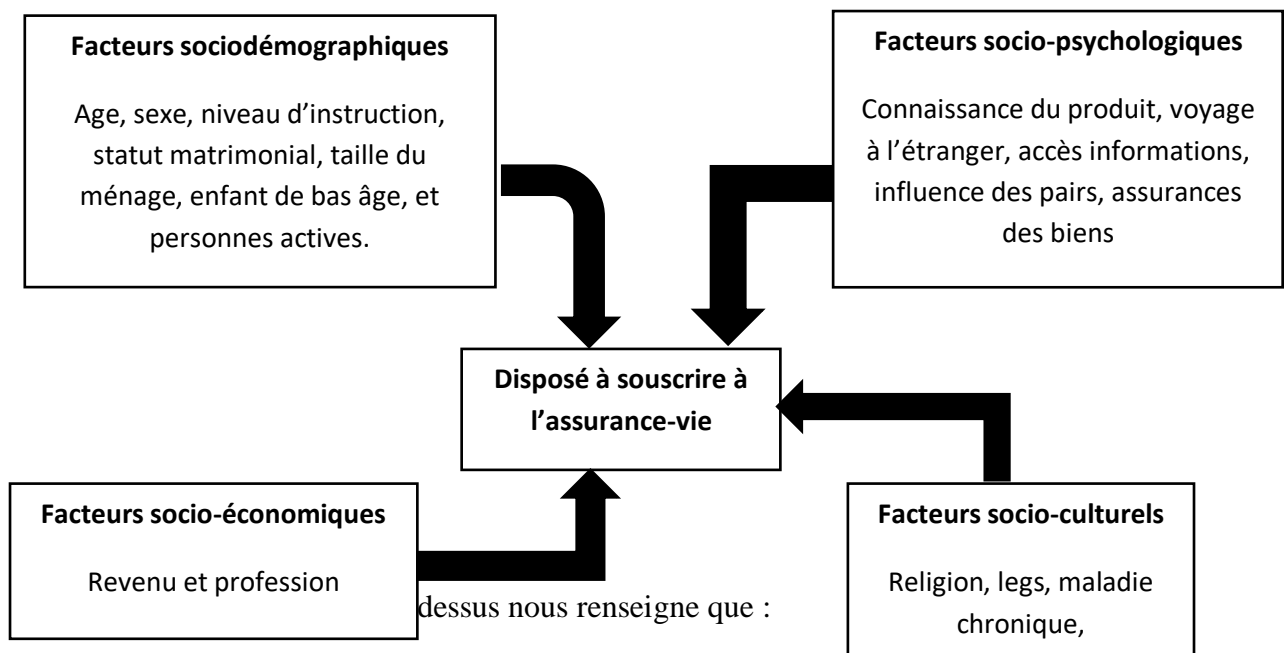 Facteurs sociodémographiques
Age, sexe, niveau d’instruction,
statut matrimonial, taille du
ménage, enfant de bas âge, et
personnes actives.
Facteurs socio-psychologiques
Connaissance du produit, voyage
à l’étranger, accès informations,
influence des pairs, assurances
des biens
Disposé à souscrire à
l’assurance-vie
Facteurs socio-économiques
Revenu et profession
Facteurs socio-culturels
Religion, legs, maladie
chronique,
dessus nous renseigne que :